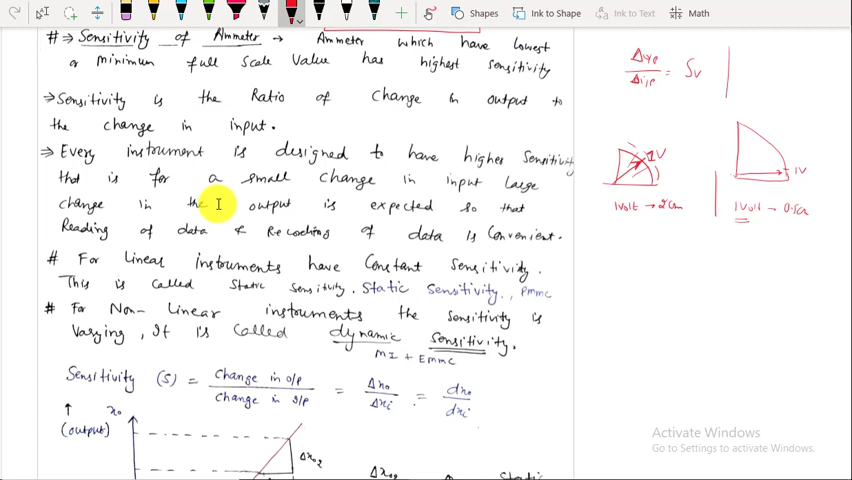 Shapes Ink to Shape Ink to Text Math
# ⇒ Sensitivity of Ammeter → Ammeter which have lowest
or minimum full Scale Value has highest Sensitivity
⇒ Sensitivity is the Ratio of change in output to
the change in input.
⇒ Every instrument is designed to have higher Sensitivity
that is for a small change in input large
change in the output is expected so that
Reading of data & Recording of data is Convenient.
# For Linear instruments have Constant Sensitivity.
This is called Static Sensitivity. Static Sensitivity., PMMC
# For Non-Linear instruments the Sensitivity is
Varying, It is called dynamic Sensitivity.
MI + EMMC
Sensitivity (S) = Change in O/P / Change in I/P = Δx₀ / Δxᵢ = dx₀ / dxᵢ
↑ x₀
(output)
Δx₀₂
Δx₀₂
Static
= Sv
1V
1Volt → 2cm
1V
1Volt → 0.5cm
Activate Windows
Go to Settings to activate Windows.